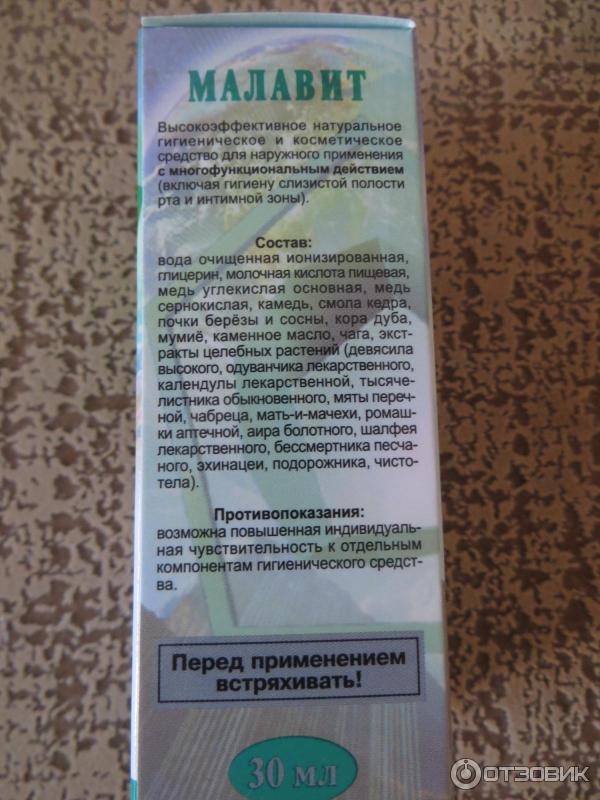 МАЛАВИТ
Высокоэффективное натуральное
гигиеническое и косметическое
средство для наружного применения
с многофункциональным действием
(включая гигиену слизистой полости
рта и интимной зоны).
Состав:
вода очищенная ионизированная,
глицерин, молочная кислота пищевая,
медь углекислая основная, медь
сернокислая, камедь, смола кедра,
почки берёзы и сосны, кора дуба,
мумиё, каменное масло, чага, экст-
ракты целебных растений (девясила
высокого, одуванчика лекарственного,
календулы лекарственной, тысяче-
листника обыкновенного, мяты переч-
ной, чабреца, мать-и-мачехи, ромаш-
ки аптечной, аира болотного, шалфея
лекарственного, бессмертника песча-
ного, эхинацеи, подорожника, чисто-
тела).
Противопоказания:
возможна повышенная индивидуаль-
ная чувствительность к отдельным
компонентам гигиенического средст-
ва.
Перед применением
встряхивать!
30 мл
ОТЗОВИК